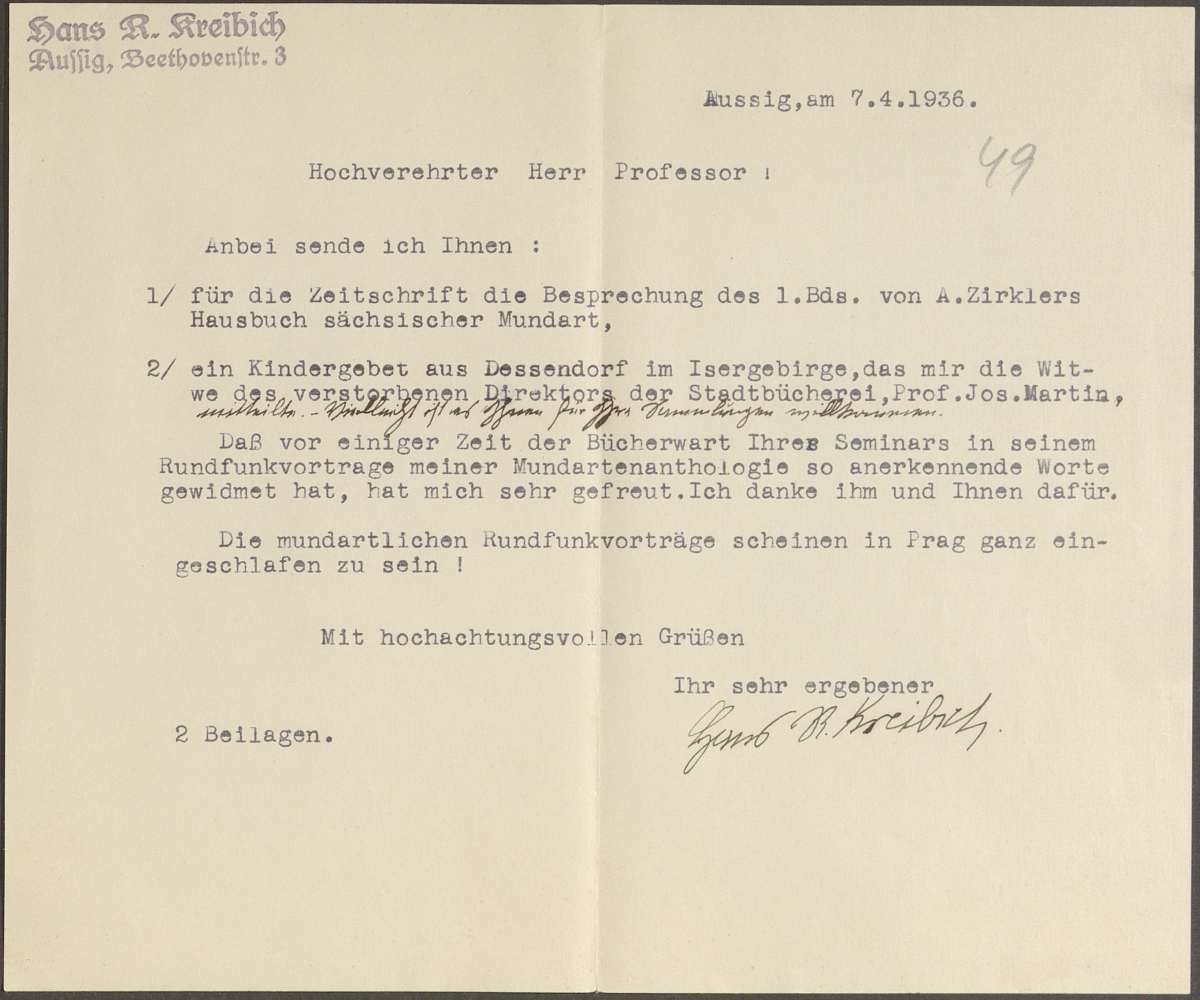 Hans R. Kreibich
Aussig, Beethovenstr. 3
Aussig,am 7.4.1936.
49
Hochverehrter Herr Professor !
Anbei sende ich Ihnen :
1/ für die Zeitschrift die Besprechung des 1.Bds. von A.Zirklers
Hausbuch sächsischer Mundart,
2/ ein Kindergebet aus Dessendorf im Isergebirge,das mir die Wit-
we des verstorbenen Direktors der Stadtbücherei,Prof.Jos.Martin,
mitteilte. - Vielleicht ist es Ihnen für Ihre Sammlungen willkommen.
Daß vor einiger Zeit der Bücherwart Ihres Seminars in seinem
Rundfunkvortrage meiner Mundartenanthologie so anerkennende Worte
gewidmet hat, hat mich sehr gefreut.Ich danke ihm und Ihnen dafür.
Die mundartlichen Rundfunkvorträge scheinen in Prag ganz ein-
geschlafen zu sein !
Mit hochachtungsvollen Grüßen
Ihr sehr ergebener
2 Beilagen.
Hans R. Kreibich.